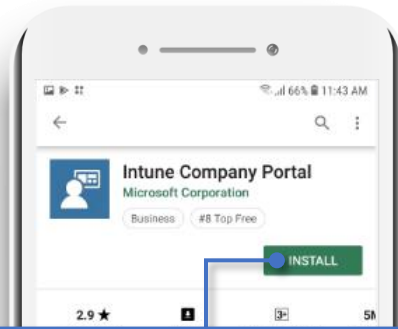 66% 11:43 AM
Intune Company Portal
Microsoft Corporation
Business #8 Top Free
INSTALL
2.9 ★ 3+ 5M